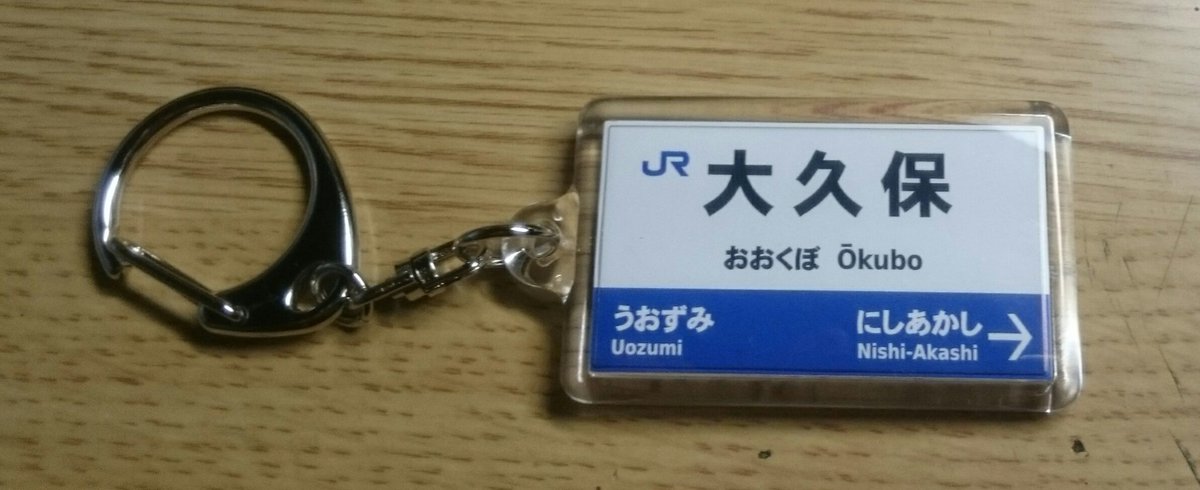 JR 大久保
おおくぼ Ōkubo
うおずみ にしあかし →
Uozumi Nishi-Akashi